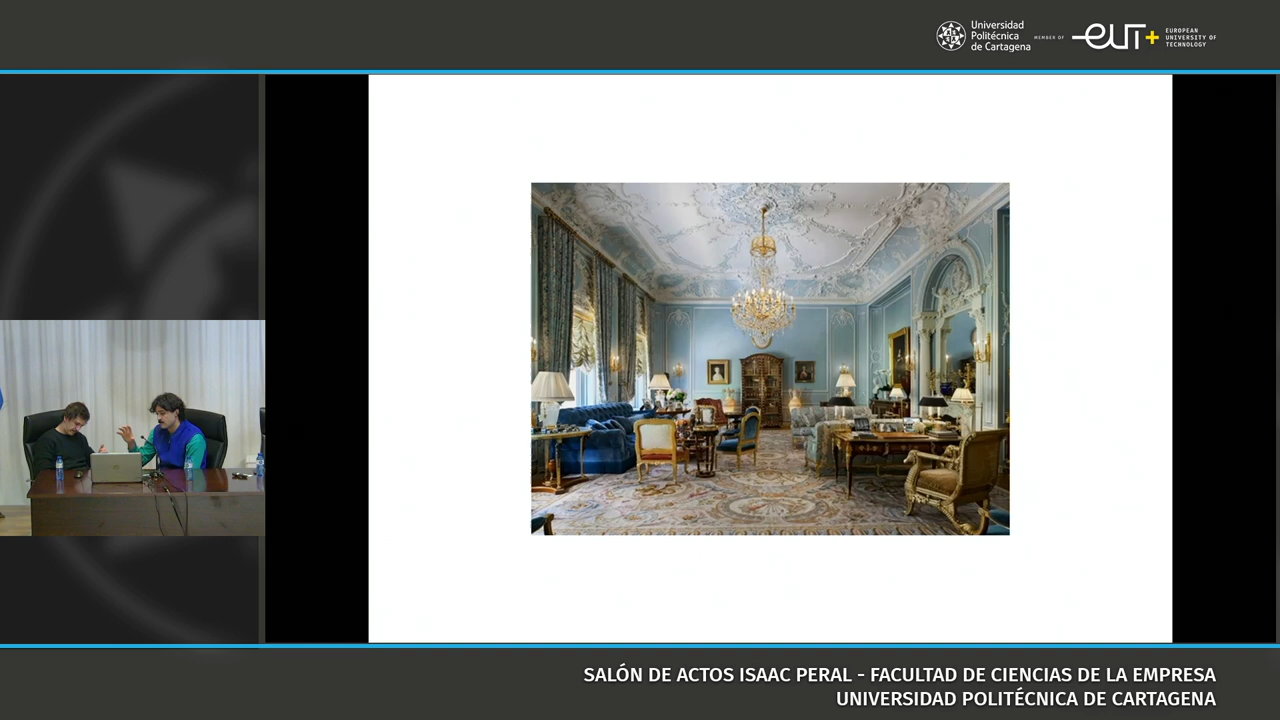 Universidad
Politécnica
de Cartagena
MEMBER OF
EUT+
EUROPEAN
UNIVERSITY OF
TECHNOLOGY
SALÓN DE ACTOS ISAAC PERAL - FACULTAD DE CIENCIAS DE LA EMPRESA
UNIVERSIDAD POLITÉCNICA DE CARTAGENA